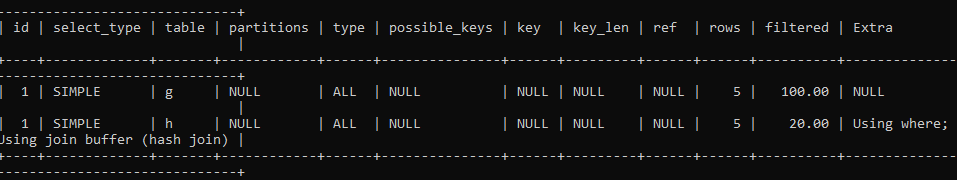 ------------------------------+
| id | select_type | table | partitions | type | possible_keys | key | key_len | ref | rows | filtered | Extra
|
+----+-------------+-------+------------+------+---------------+------+---------+------+------+----------+------------
------------------------------+
| 1 | SIMPLE | g | NULL | ALL | NULL | NULL | NULL | NULL | 5 | 100.00 | NULL
|
| 1 | SIMPLE | h | NULL | ALL | NULL | NULL | NULL | NULL | 5 | 20.00 | Using where;
Using join buffer (hash join) |
+----+-------------+-------+------------+------+---------------+------+---------+------+------+----------+------------
------------------------------+